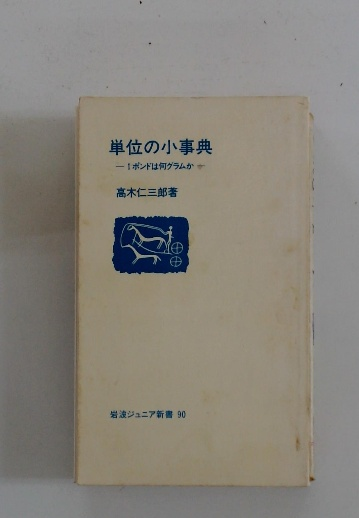 単位の小事典
—1ポンドは何グラムか—
高木仁三郎著
岩波ジュニア新書 90